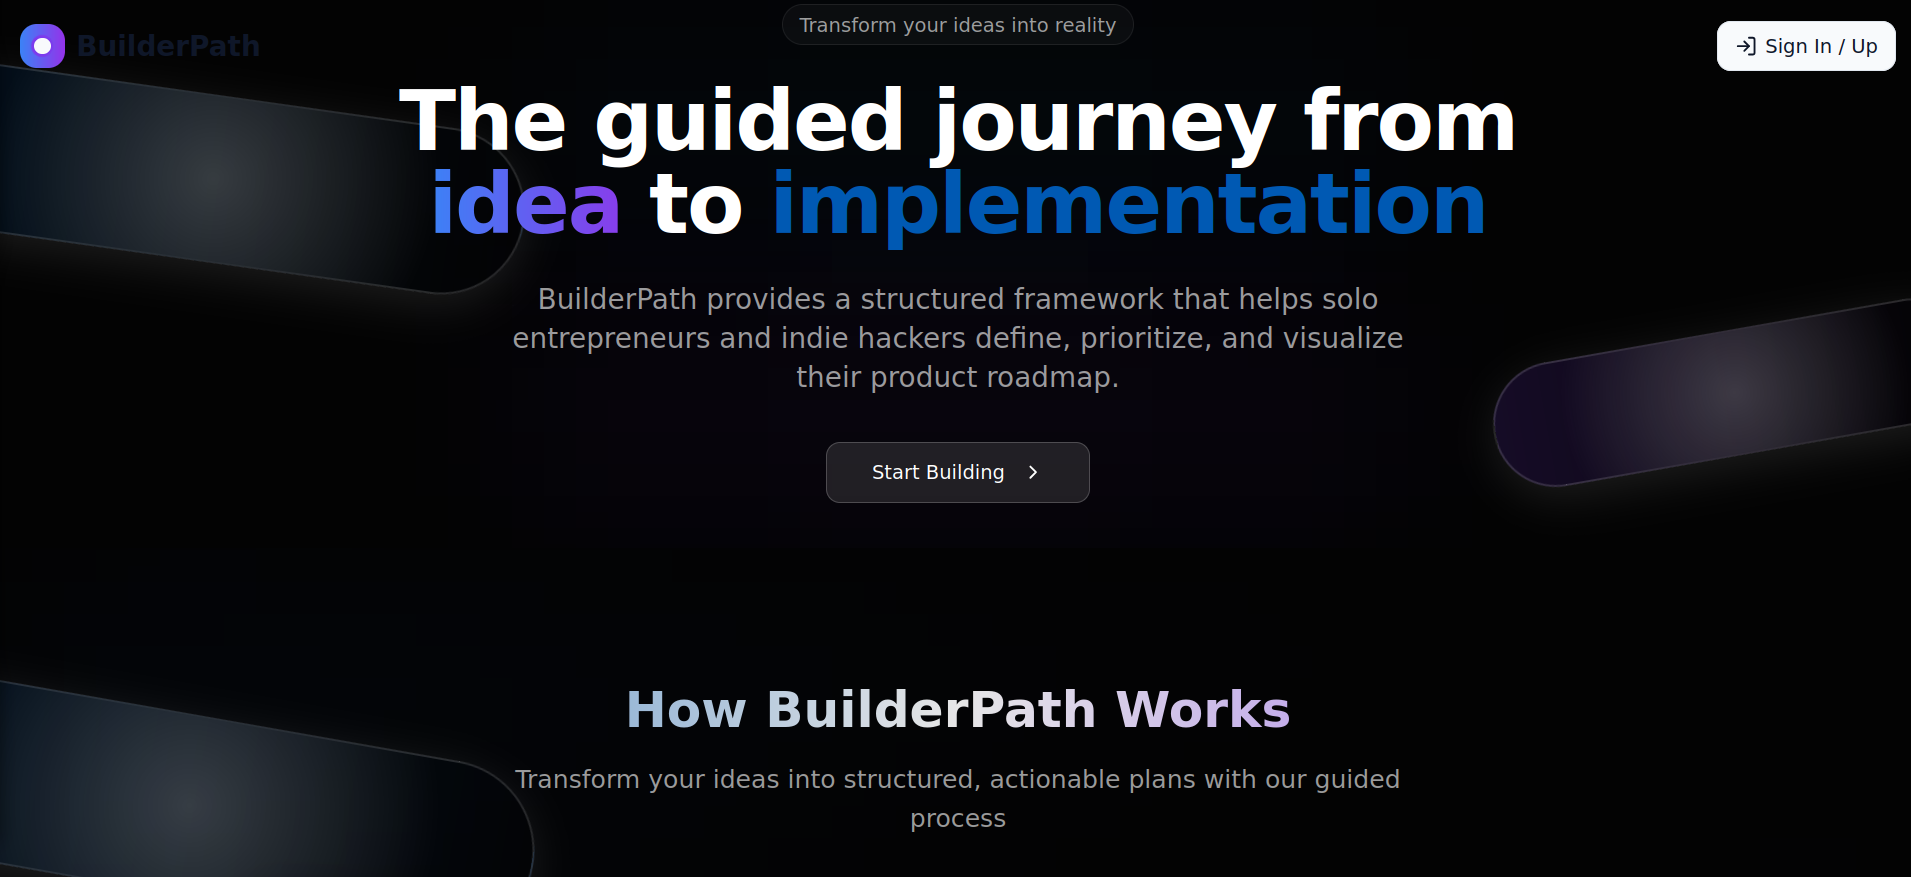 BuilderPath
Transform your ideas into reality
Sign In / Up
The guided journey from
idea to implementation
BuilderPath provides a structured framework that helps solo
entrepreneurs and indie hackers define, prioritize, and visualize
their product roadmap.
Start Building
How BuilderPath Works
Transform your ideas into structured, actionable plans with our guided
process